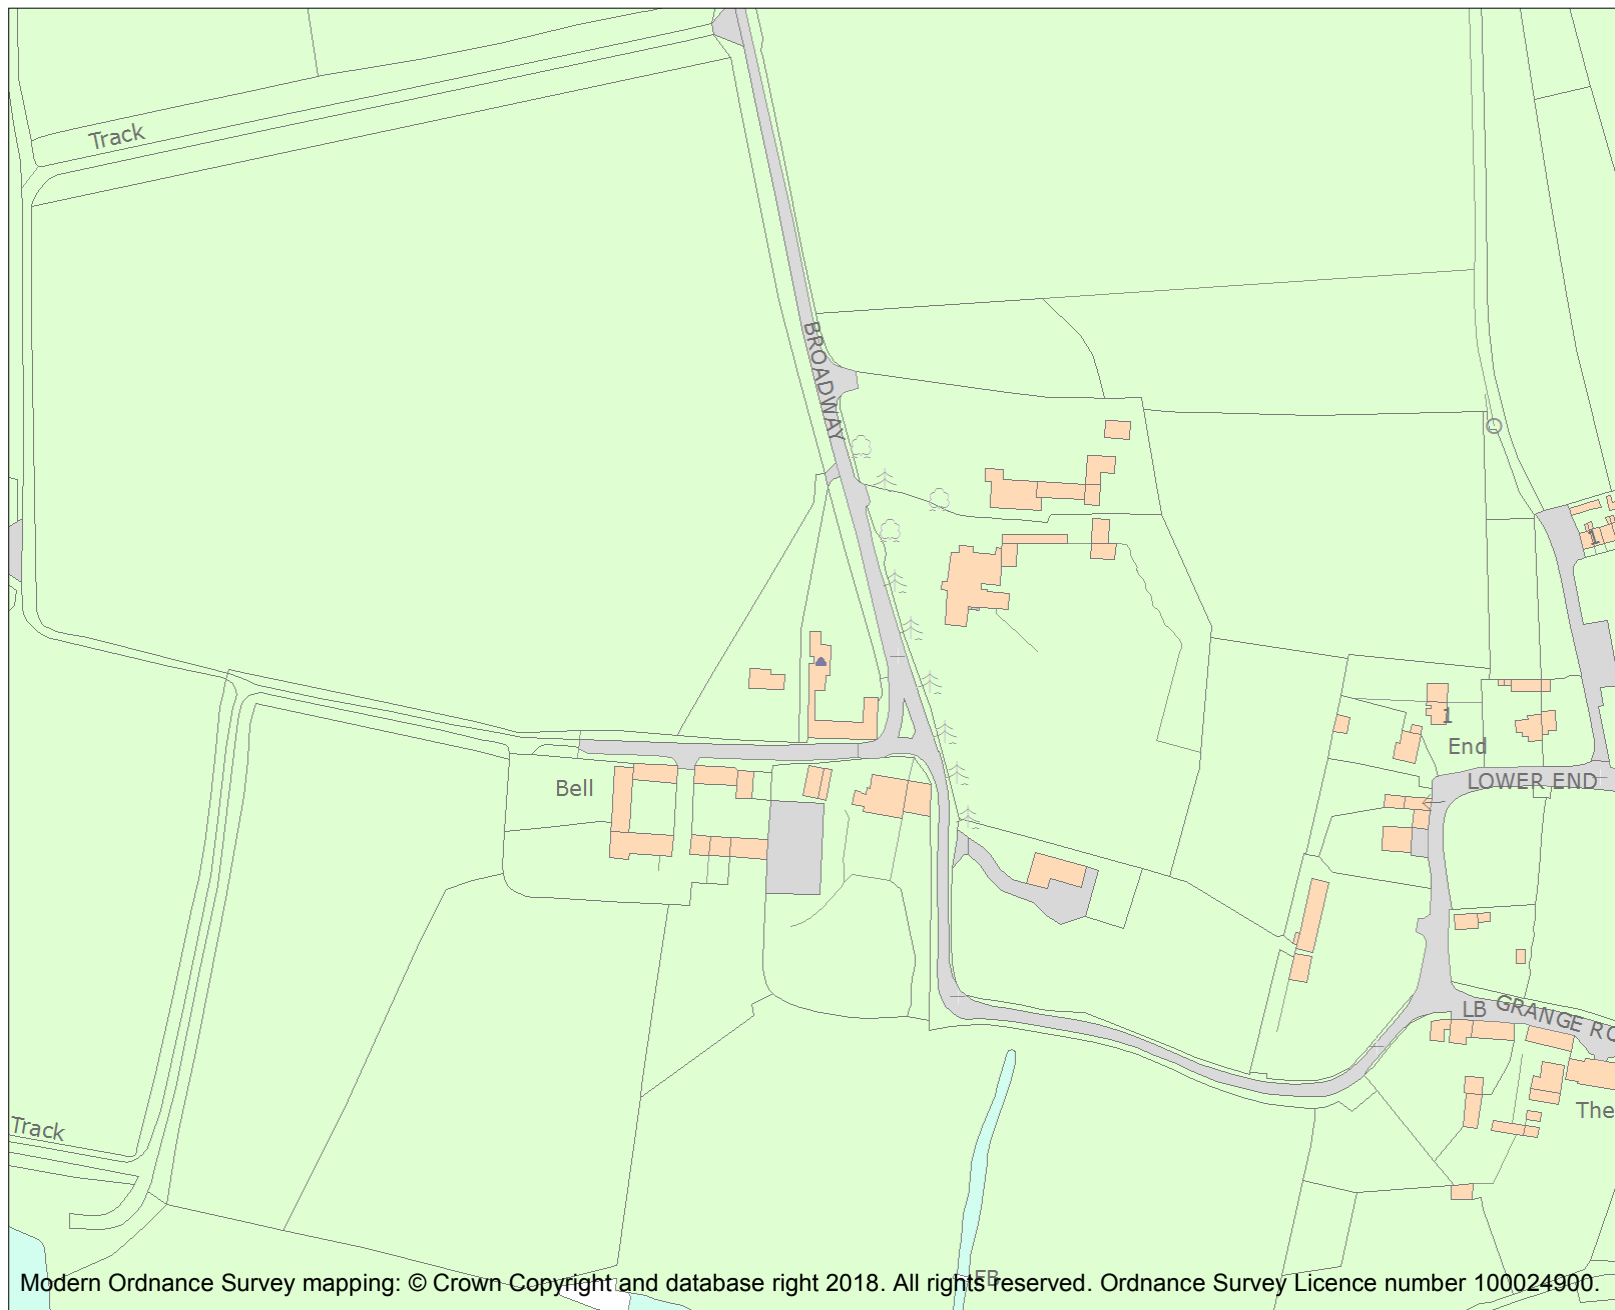 Track
BROADWAY
1
1
End
LOWER END
Bell
LB GRANGE RO
The
Track
FB
Modern Ordnance Survey mapping: © Crown Copyright and database right 2018. All rights reserved. Ordnance Survey Licence number 100024900.